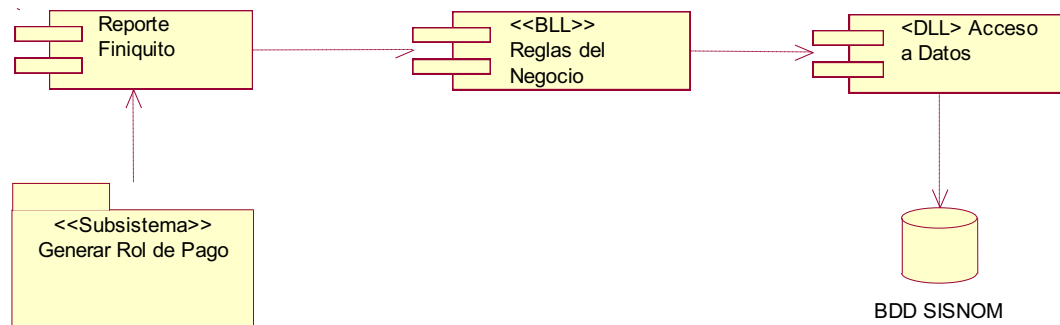 Reporte
Finiquito
<<BLL>>
Reglas del
Negocio
<DLL> Acceso
a Datos
<<Subsistema>>
Generar Rol de Pago
BDD SISNOM